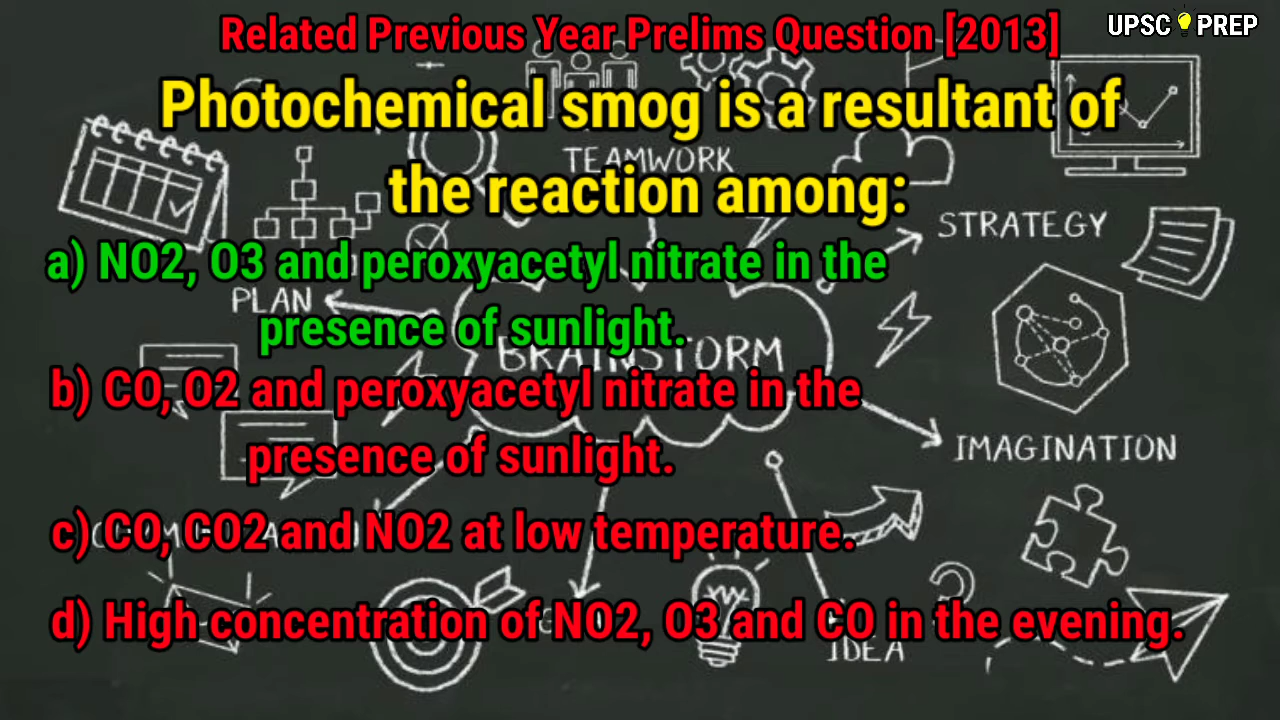 Related Previous Year Prelims Question [2013]
UPSC PREP
Photochemical smog is a resultant of
TEAMWORK
the reaction among:
STRATEGY
a) NO2, O3 and peroxyacetyl nitrate in the
PLAN
presence of sunlight.
BRAINSTORM
b) CO, O2 and peroxyacetyl nitrate in the
IMAGINATION
presence of sunlight.
c) CO, CO2 and NO2 at low temperature.
d) High concentration of NO2, O3 and CO in the evening.
IDEA